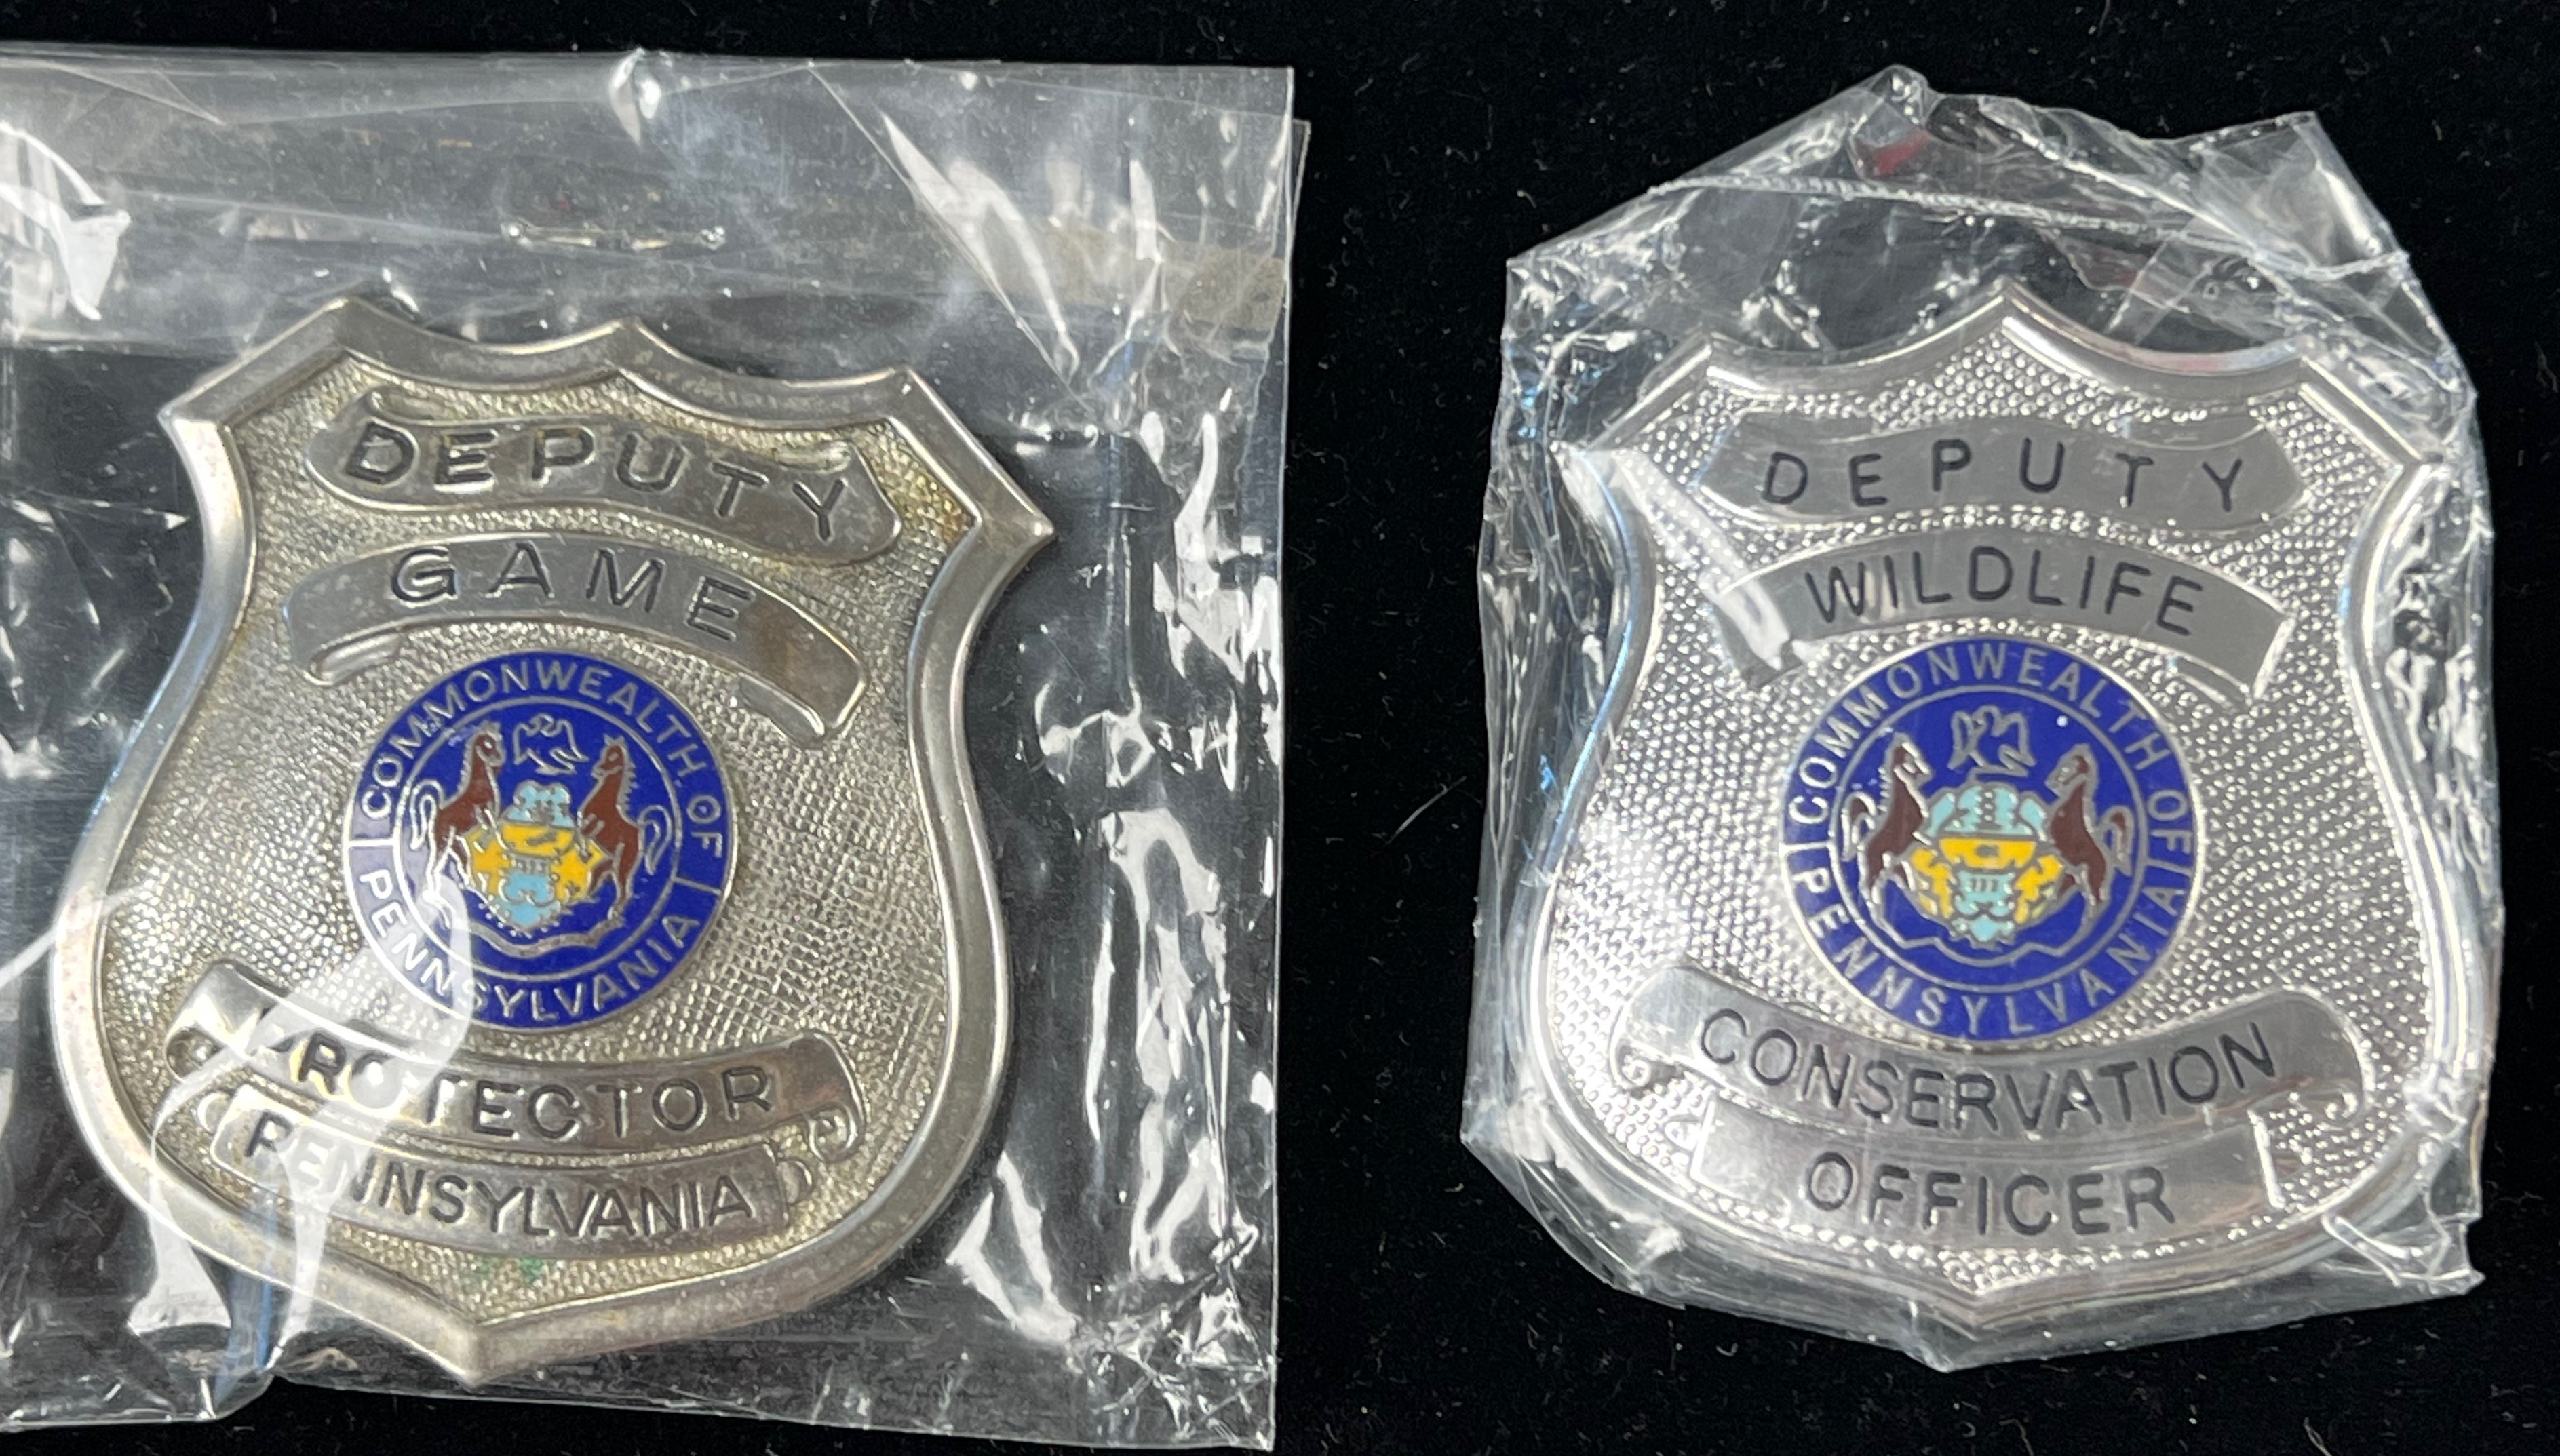 DEPUTY
GAME
COMMONWEALTH OF
PENNSYLVANIA
PROTECTOR
PENNSYLVANIA
DEPUTY
WILDLIFE
COMMONWEALTH OF
PENNSYLVANIA
CONSERVATION
OFFICER